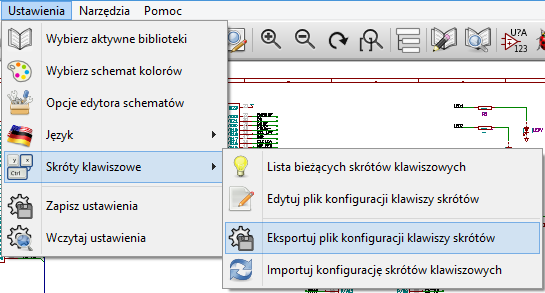 Ustawienia Narzędzia Pomoc
Wybierz aktywne biblioteki
Wybierz schemat kolorów
Opcje edytora schematów
Język
Skróty klawiszowe
Zapisz ustawienia
Wczytaj ustawienia
Lista bieżących skrótów klawiszowych
Edytuj plik konfiguracji klawiszy skrótów
Eksportuj plik konfiguracji klawiszy skrótów
Importuj konfigurację skrótów klawiszowych
U?A
123
y x
Ctrl